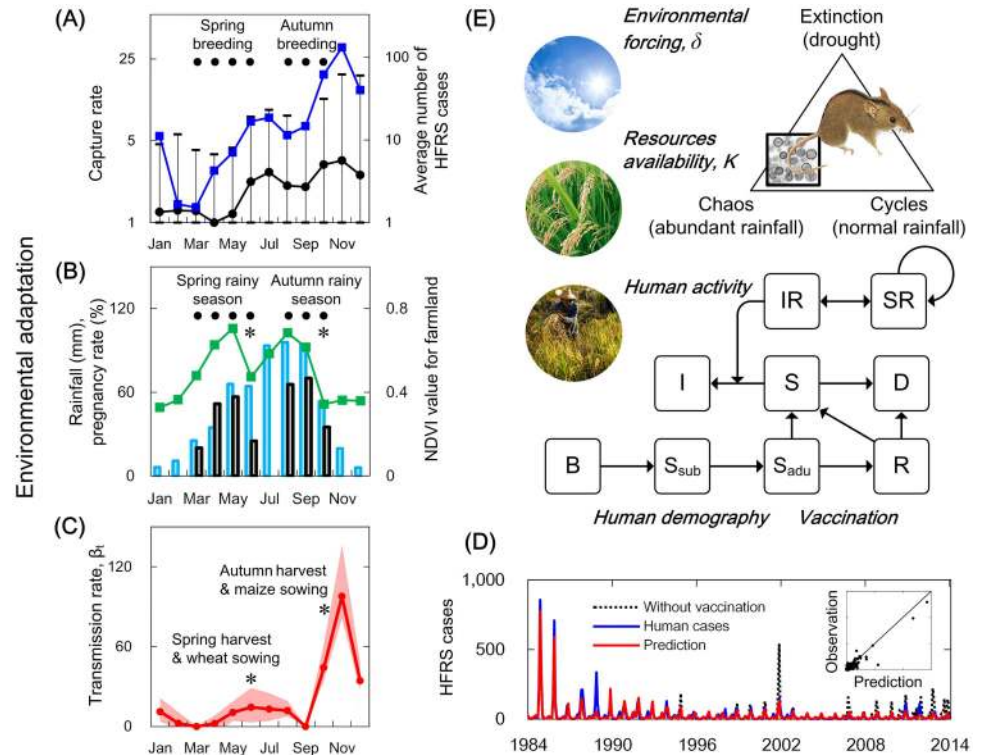 (A)
Spring breeding
Autumn breeding
Capture rate
25
5
1
Average number of HFRS cases
100
10
1
Jan Mar May Jul Sep Nov
Environmental adaptation
(B)
Spring rainy season
Autumn rainy season
*
*
Rainfall (mm), pregnancy rate (%)
120
60
0
NDVI value for farmland
0.8
0.4
0
Jan Mar May Jul Sep Nov
(C)
Transmission rate, βt
120
60
0
Autumn harvest & maize sowing
*
Spring harvest & wheat sowing
*
Jan Mar May Jul Sep Nov
(E)
Environmental forcing, δ
Resources availability, K
Human activity
Extinction (drought)
Chaos (abundant rainfall)
Cycles (normal rainfall)
IR
SR
I
S
D
B
Ssub
Sadu
R
Human demography
Vaccination
(D)
HFRS cases
1,000
500
0
Without vaccination
Human cases
Prediction
Observation
Prediction
1984 1990 1996 2002 2008 2014